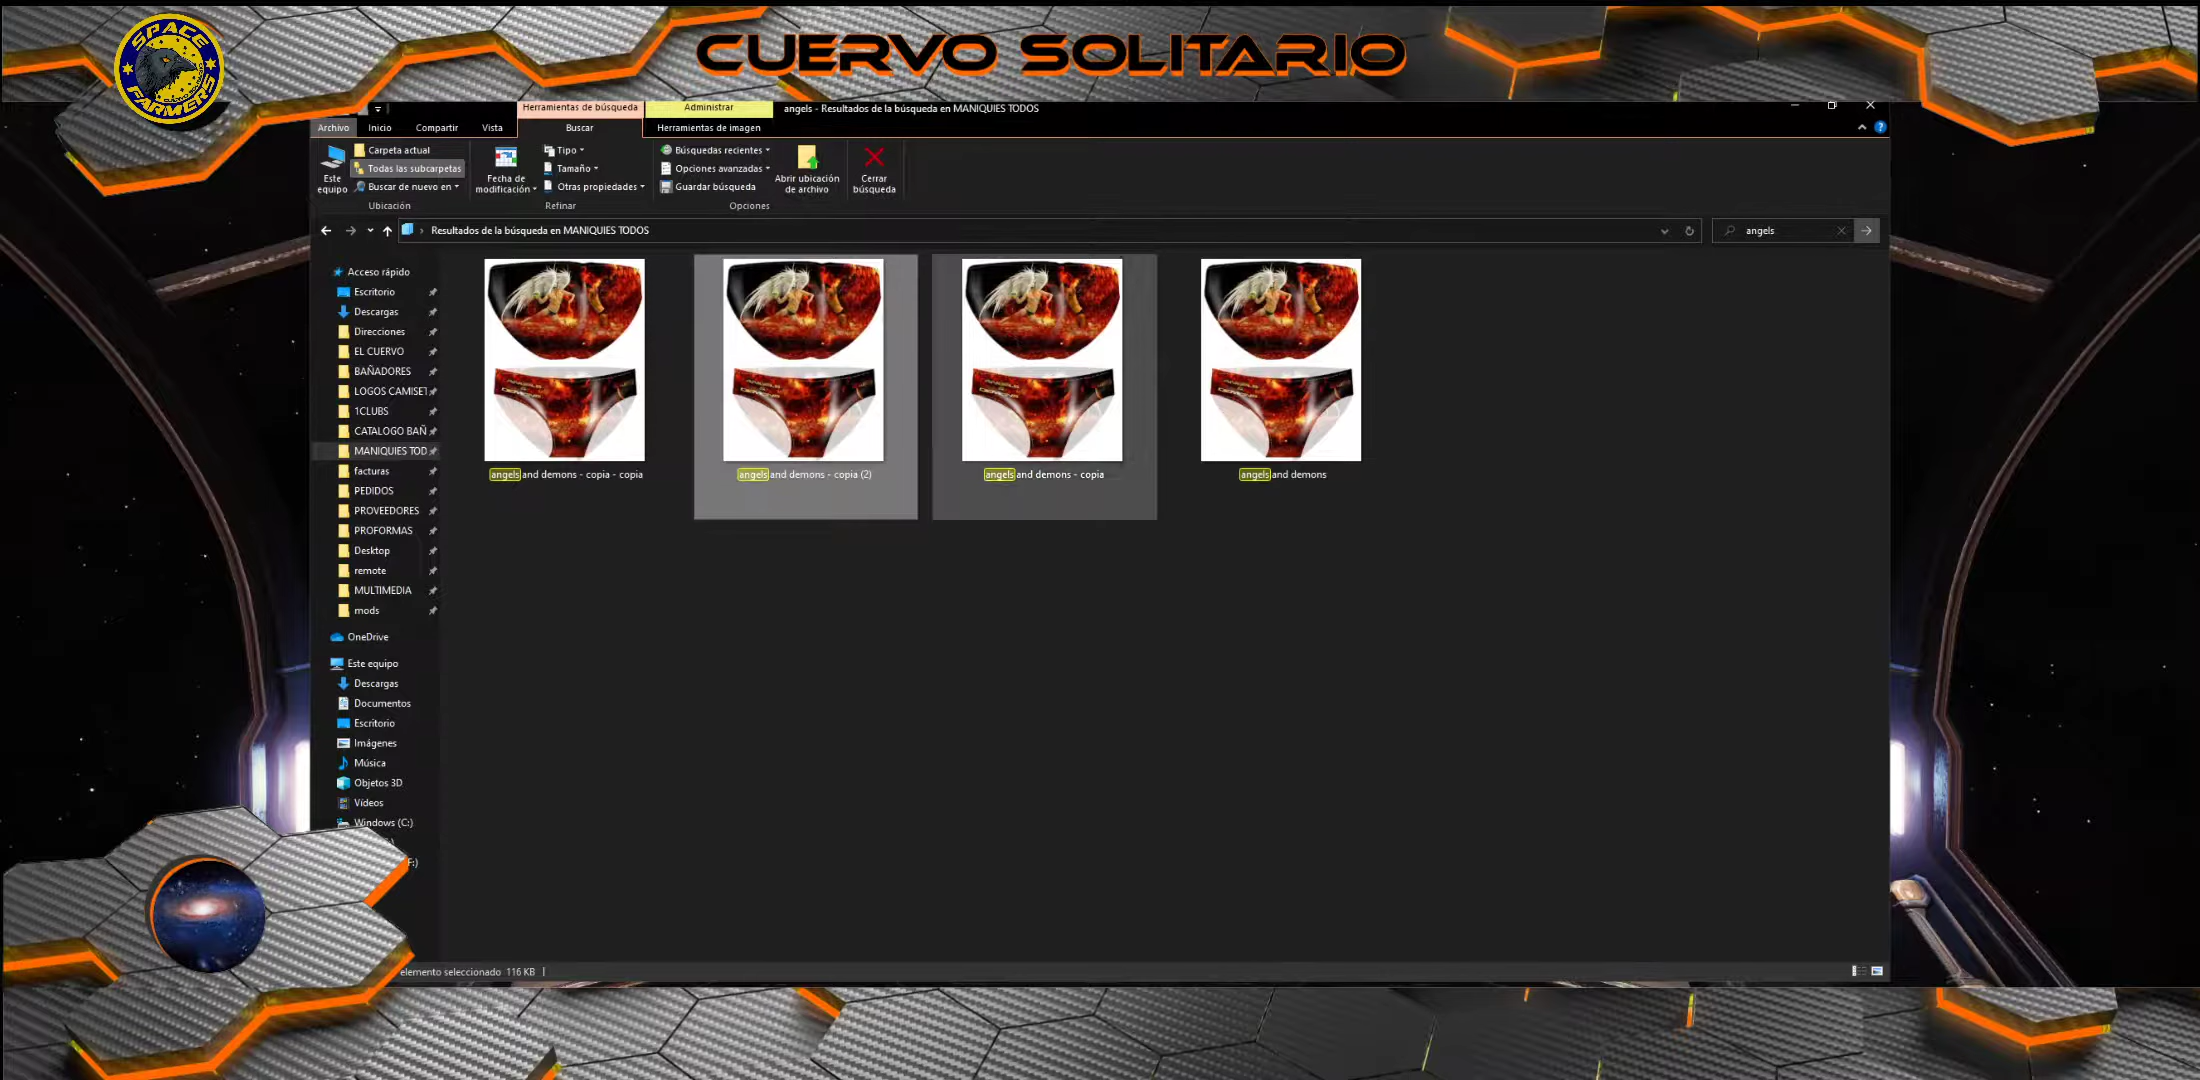 CUERVO SOLITARIO
SPACE
FARMERS
Herramientas de búsqueda
Administrar
angels - Resultados de la búsqueda en MANIQUIES TODOS
Archivo
Inicio
Compartir
Vista
Buscar
Herramientas de imagen
Este equipo
Carpeta actual
Todas las subcarpetas
Buscar de nuevo en
Ubicación
Fecha de modificación
Tipo
Tamaño
Otras propiedades
Refinar
Búsquedas recientes
Opciones avanzadas
Guardar búsqueda
Abrir ubicación de archivo
Opciones
Cerrar búsqueda
Resultados de la búsqueda en MANIQUIES TODOS
angels
Acceso rápido
Escritorio
Descargas
Direcciones
EL CUERVO
BAÑADORES
LOGOS CAMISET
1CLUBS
CATALOGO BAÑ
MANIQUIES TOD
facturas
PEDIDOS
PROVEEDORES
PROFORMAS
Desktop
remote
MULTIMEDIA
mods
OneDrive
Este equipo
Descargas
Documentos
Escritorio
Imágenes
Música
Objetos 3D
Vídeos
Windows (C:)
F:)
angels and demons - copia - copia
angels and demons - copia (2)
angels and demons - copia
angels and demons
elemento seleccionado 116 KB